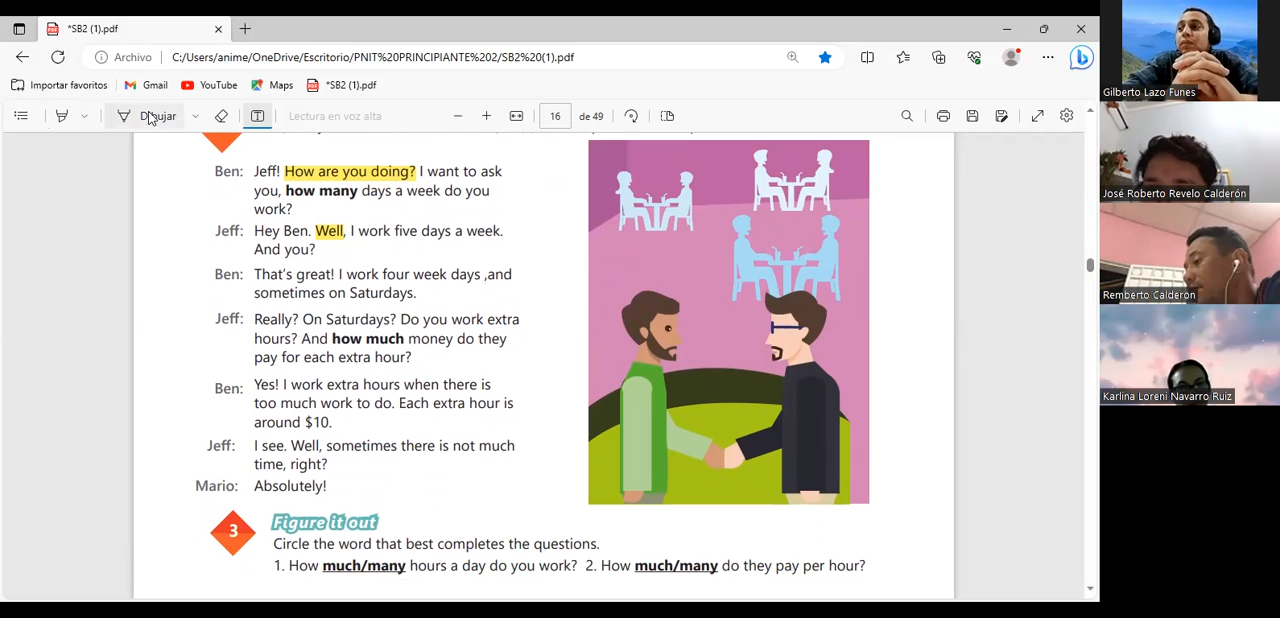 *SB2 (1).pdf
Archivo C:/Users/anime/OneDrive/Escritorio/PNIT%20PRINCIPIANTE%202/SB2%20(1).pdf
Importar favoritos Gmail YouTube Maps *SB2 (1).pdf
Dibujar Lectura en voz alta 16 de 49
Ben: Jeff! How are you doing? I want to ask
you, how many days a week do you
work?
Jeff: Hey Ben. Well, I work five days a week.
And you?
Ben: That's great! I work four week days ,and
sometimes on Saturdays.
Jeff: Really? On Saturdays? Do you work extra
hours? And how much money do they
pay for each extra hour?
Ben: Yes! I work extra hours when there is
too much work to do. Each extra hour is
around $10.
Jeff: I see. Well, sometimes there is not much
time, right?
Mario: Absolutely!
3 Figure it out
Circle the word that best completes the questions.
1. How much/many hours a day do you work? 2. How much/many do they pay per hour?
Gilberto Lazo Funes
José Roberto Revelo Calderón
Remberto Calderon
Karlina Loreni Navarro Ruiz